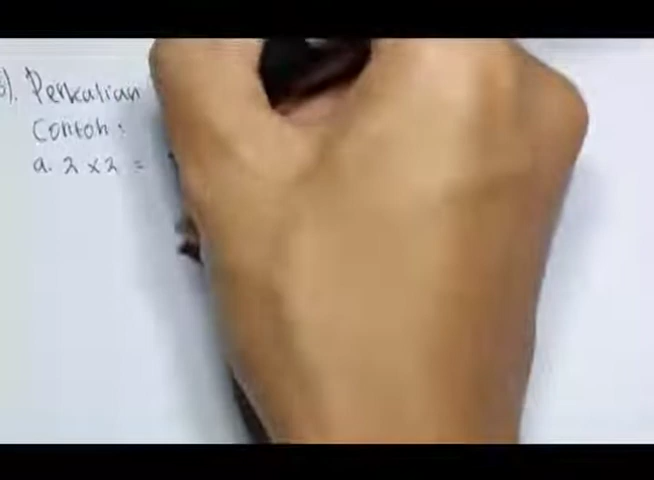 ). Perkalian
Contoh :
a. 2 x 2 =